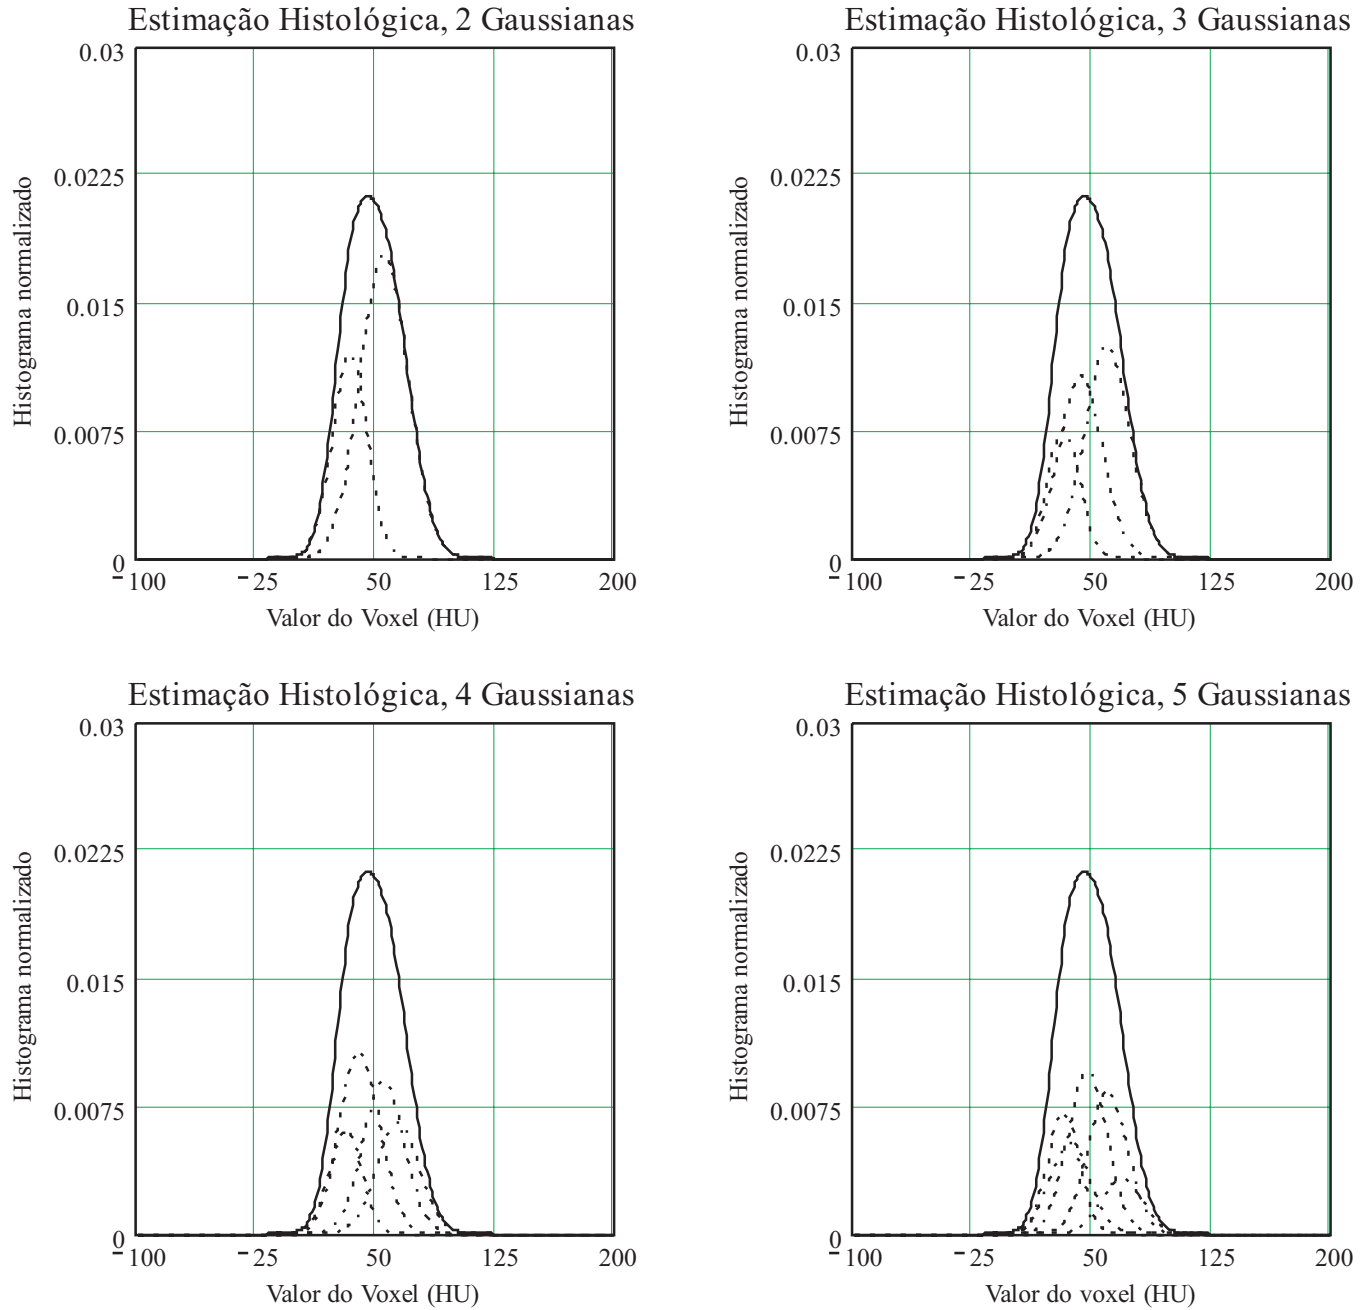 Estimação Histológica, 2 Gaussianas
0.03
0.0225
0.015
0.0075
0
Histograma normalizado
-100 -25 50 125 200
Valor do Voxel (HU)
Estimação Histológica, 3 Gaussianas
0.03
0.0225
0.015
0.0075
0
Histograma normalizado
-100 -25 50 125 200
Valor do Voxel (HU)
Estimação Histológica, 4 Gaussianas
0.03
0.0225
0.015
0.0075
0
Histograma normalizado
-100 -25 50 125 200
Valor do Voxel (HU)
Estimação Histológica, 5 Gaussianas
0.03
0.0225
0.015
0.0075
0
Histograma normalizado
-100 -25 50 125 200
Valor do voxel (HU)